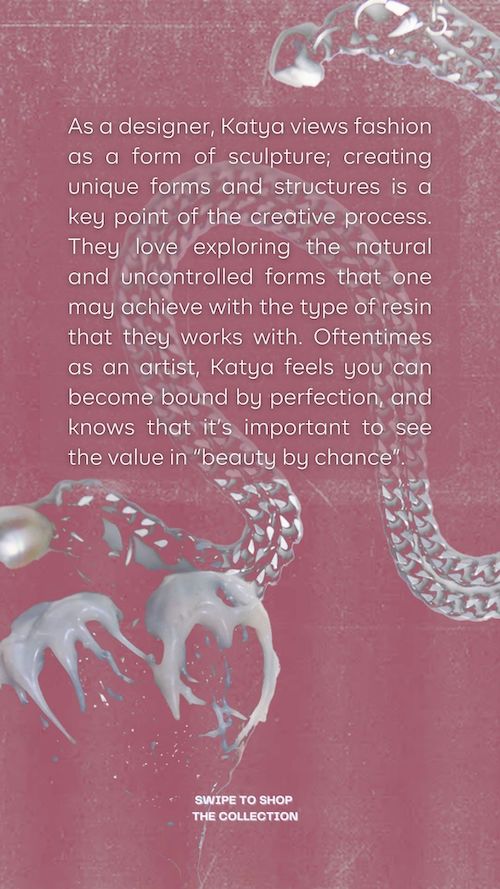 As a designer, Katya views fashion
as a form of sculpture; creating
unique forms and structures is a
key point of the creative process.
They love exploring the natural
and uncontrolled forms that one
may achieve with the type of resin
that they works with. Oftentimes
as an artist, Katya feels you can
become bound by perfection, and
knows that it's important to see
the value in "beauty by chance".
SWIPE TO SHOP
THE COLLECTION